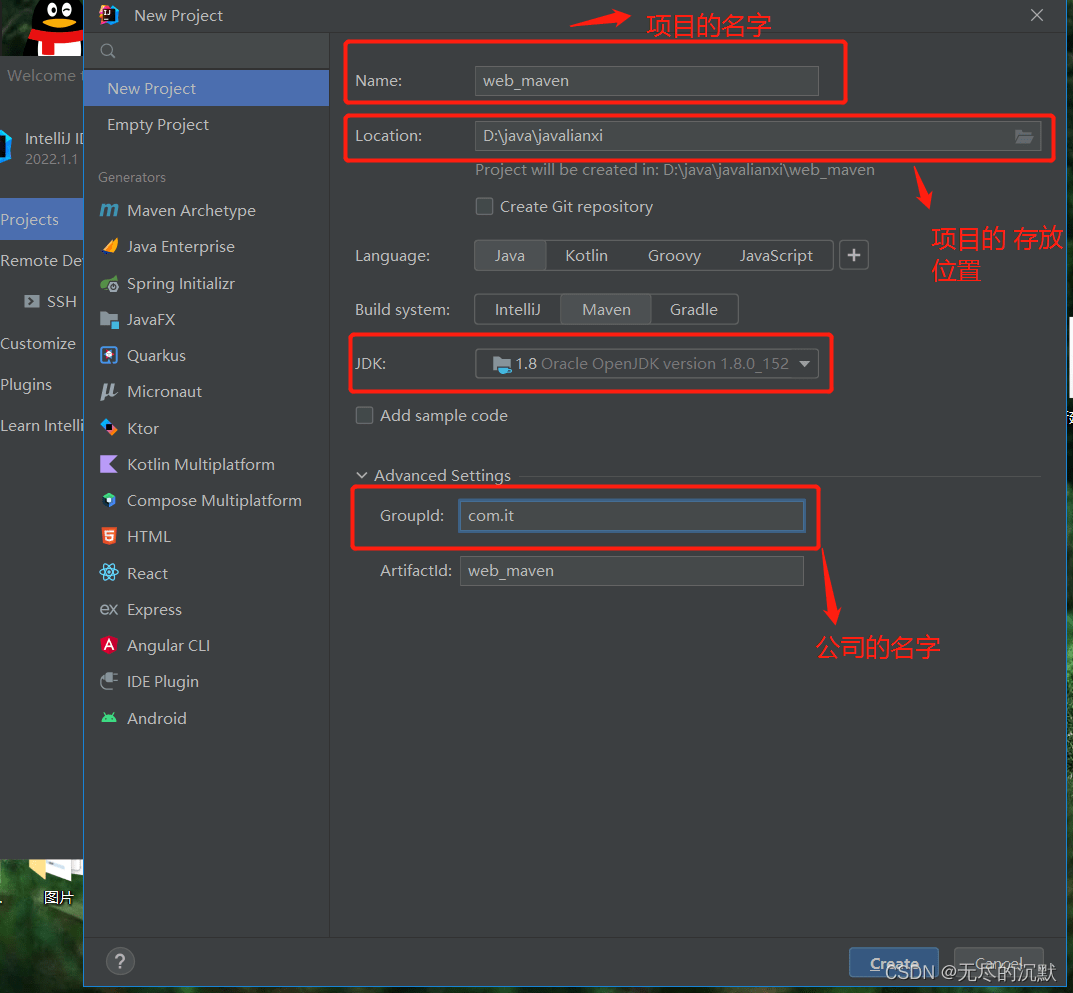 New Project
项目的名字
Welcome t
New Project
Name:
web_maven
Empty Project
Location:
D:\java\javalianxi
IntelliJ ID
2022.1.1
Project will be created in: D:\java\javalianxi\web_maven
Generators
Create Git repository
Maven Archetype
Projects
项目的 存放
位置
Java Enterprise
Language:
Java
Kotlin
Groovy
JavaScript
+
Remote De
Spring Initializr
SSH
Build system:
IntelliJ
Maven
Gradle
JavaFX
Customize
Quarkus
JDK:
1.8 Oracle OpenJDK version 1.8.0_152
Plugins
Micronaut
Add sample code
Learn Intelli
Ktor
Kotlin Multiplatform
Advanced Settings
Compose Multiplatform
GroupId:
com.it
HTML
React
ArtifactId:
web_maven
Express
Angular CLI
公司的名字
IDE Plugin
Android
图片
?
Create
Cancel
CSDN @无尽的沉默